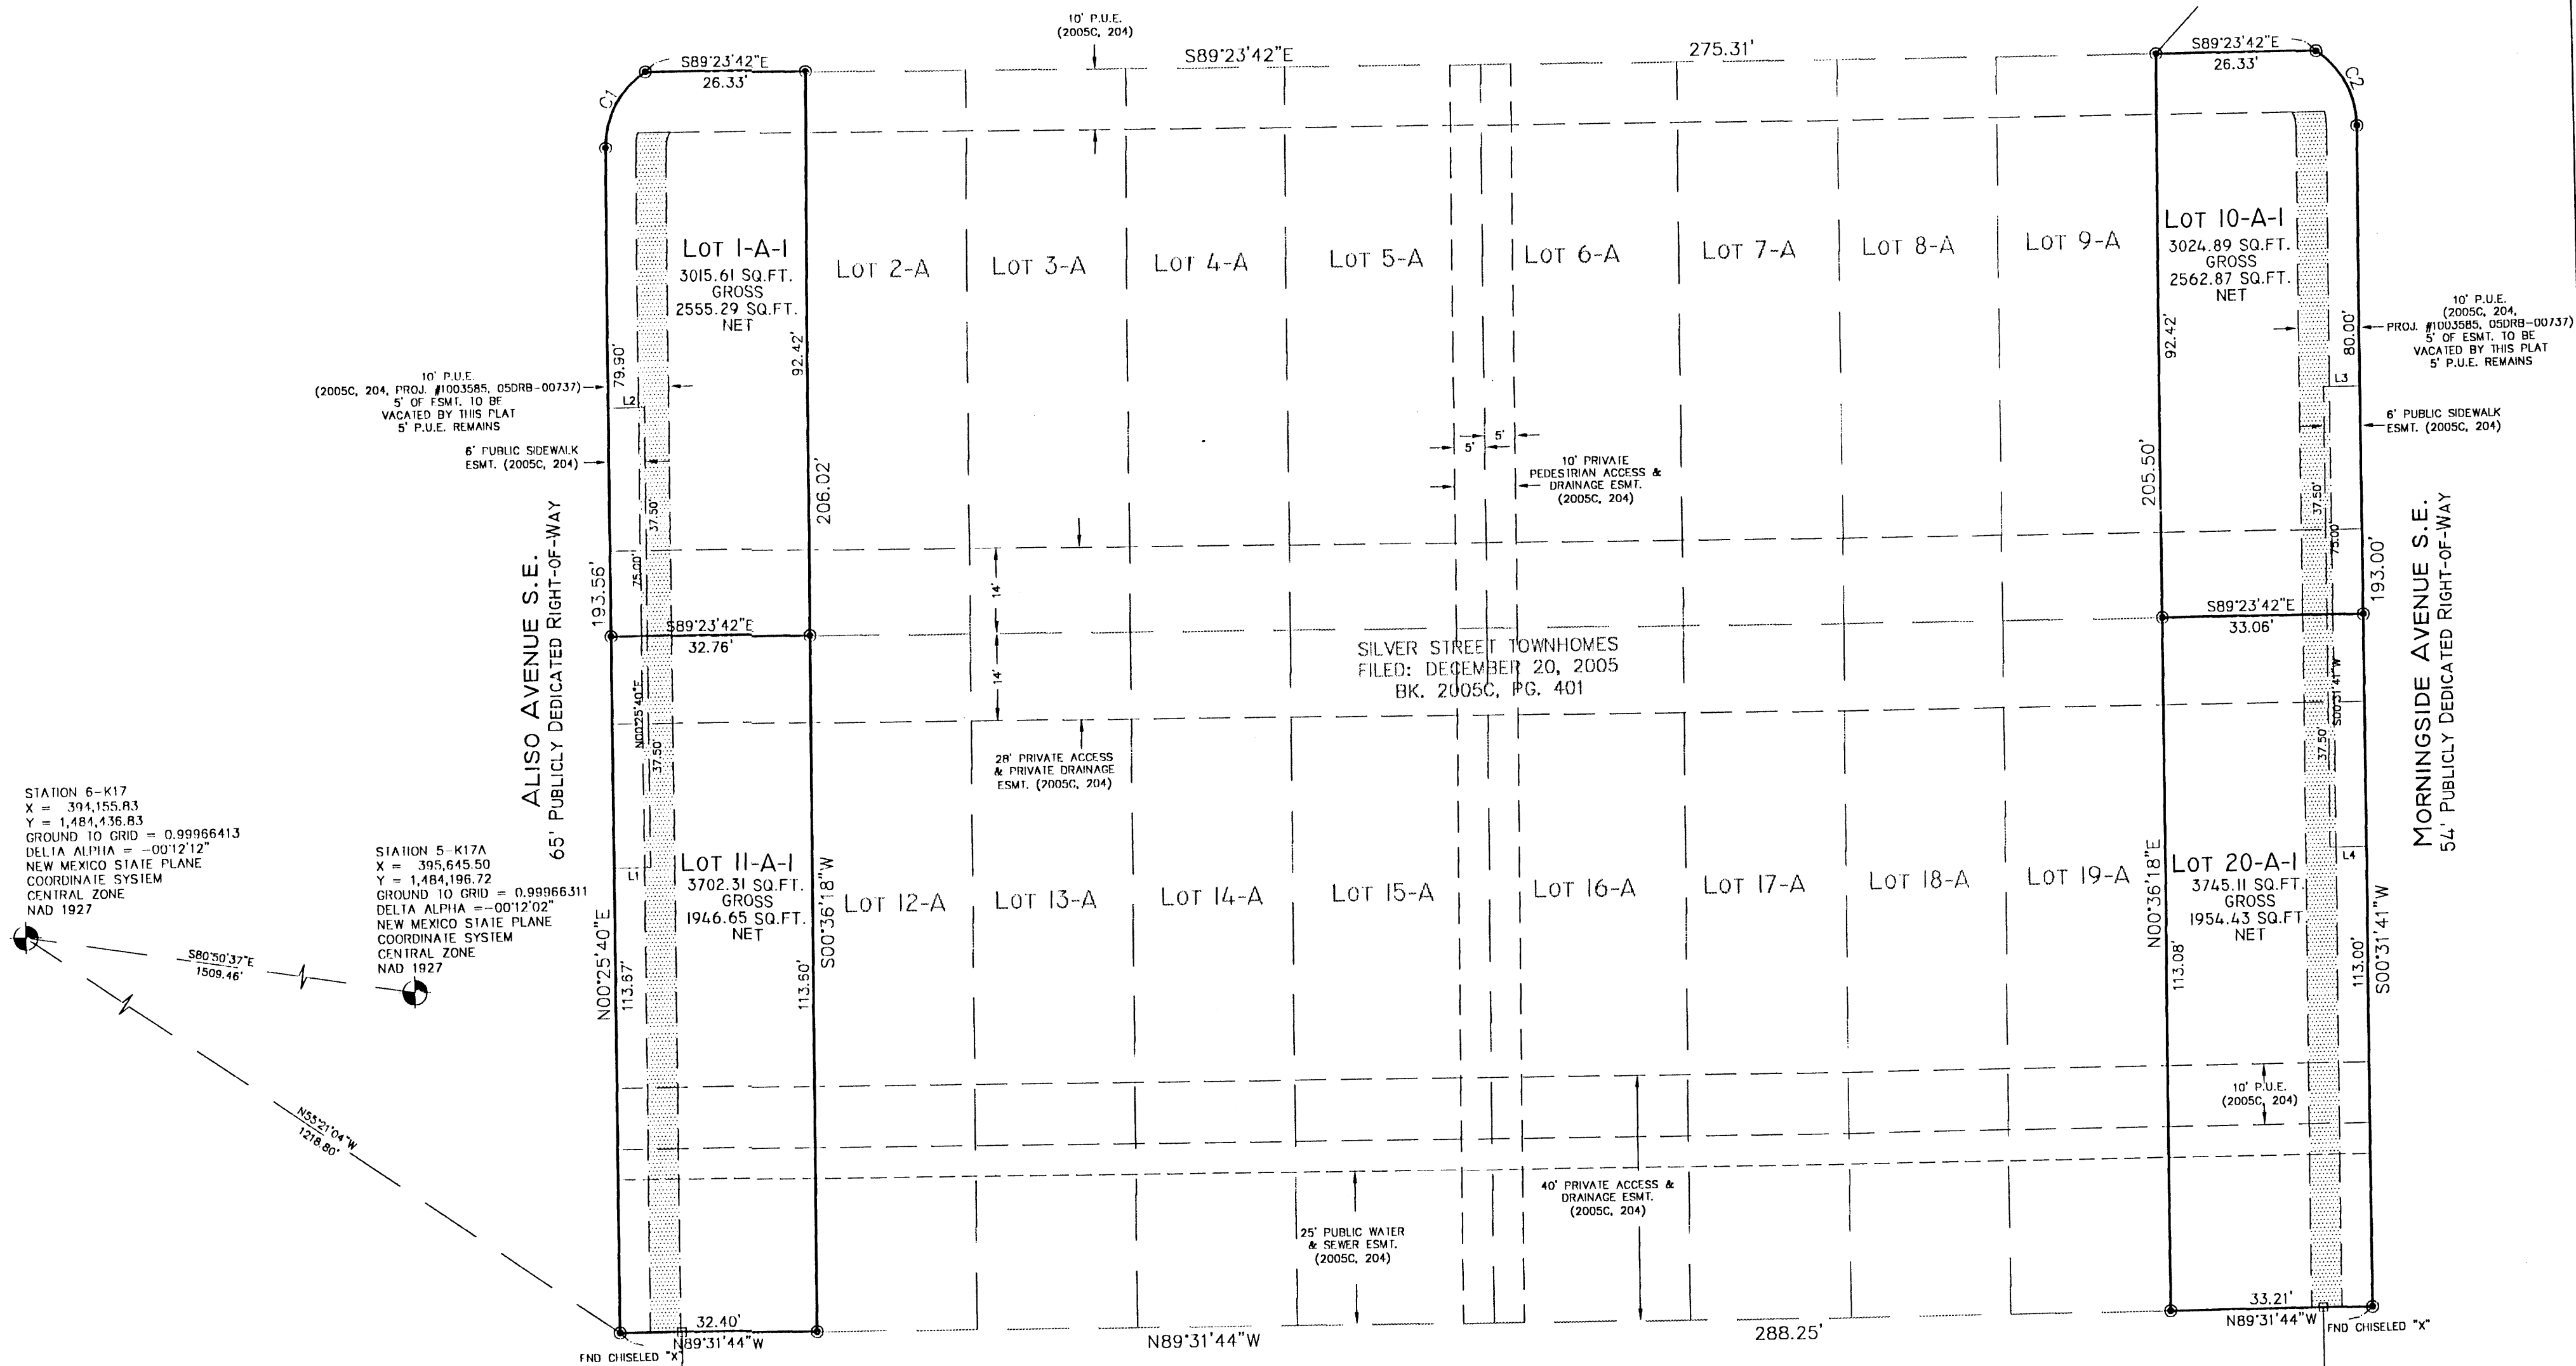 10' P.U.E.
(2005C, 204)
S89°23'42"E
26.33'
S89°23'42"E
275.31'
S89°23'42"E
26.33'
C1
C2
LOT 1-A-1
3015.61 SQ.FT.
GROSS
2555.29 SQ.FT.
NET
LOT 2-A
LOT 3-A
LOT 4-A
LOT 5-A
LOT 6-A
LOT 7-A
LOT 8-A
LOT 9-A
LOT 10-A-1
3024.89 SQ.FT.
GROSS
2562.87 SQ.FT.
NET
79.90'
92.42'
92.42'
80.00'
10' P.U.E.
(2005C, 204, PROJ. #1003585, 05DRB-00737)
5' OF ESMT. TO BE
VACATED BY THIS PLAT
5' P.U.E. REMAINS
10' P.U.E.
(2005C, 204,
PROJ. #1003585, 05DRB-00737)
5' OF ESMT. TO BE
VACATED BY THIS PLAT
5' P.U.E. REMAINS
L2
L3
6' PUBLIC SIDEWALK
ESMT. (2005C, 204)
6' PUBLIC SIDEWALK
ESMT. (2005C, 204)
5'
5'
10' PRIVATE
PEDESTRIAN ACCESS &
DRAINAGE ESMT.
(2005C, 204)
37.50'
75.00'
206.02'
205.50'
37.50'
75.00'
193.56'
193.00'
ALISO AVENUE S.E.
65' PUBLICLY DEDICATED RIGHT-OF-WAY
MORNINGSIDE AVENUE S.E.
54' PUBLICLY DEDICATED RIGHT-OF-WAY
14'
14'
S89°23'42"E
32.76'
S89°23'42"E
33.06'
SILVER STREET TOWNHOMES
FILED: DECEMBER 20, 2005
BK. 2005C, PG. 401
N00°25'40"E
37.50'
S00°31'41"W
37.50'
28' PRIVATE ACCESS
& PRIVATE DRAINAGE
ESMT. (2005C, 204)
STATION 6-K17
X = 394,155.83
Y = 1,484,436.83
GROUND TO GRID = 0.99966413
DELTA ALPHA = -00°12'12"
NEW MEXICO STATE PLANE
COORDINATE SYSTEM
CENTRAL ZONE
NAD 1927
STATION 5-K17A
X = 395,645.50
Y = 1,484,196.72
GROUND TO GRID = 0.99966311
DELTA ALPHA =-00°12'02"
NEW MEXICO STATE PLANE
COORDINATE SYSTEM
CENTRAL ZONE
NAD 1927
L1
L4
LOT 11-A-1
3702.31 SQ.FT.
GROSS
1946.65 SQ.FT.
NET
LOT 12-A
LOT 13-A
LOT 14-A
LOT 15-A
LOT 16-A
LOT 17-A
LOT 18-A
LOT 19-A
LOT 20-A-1
3745.11 SQ.FT.
GROSS
1954.43 SQ.FT.
NET
S80°50'37"E
1509.46'
N00°25'40"E
113.67'
113.60'
S00°36'18"W
N00°36'18"E
113.08'
113.00'
S00°31'41"W
N55°21'04"W
1218.80'
10' P.U.E.
(2005C, 204)
40' PRIVATE ACCESS &
DRAINAGE ESMT.
(2005C, 204)
25' PUBLIC WATER
& SEWER ESMT.
(2005C, 204)
32.40'
N89°31'44"W
N89°31'44"W
288.25'
33.21'
N89°31'44"W
FND CHISELED "X"
FND CHISELED "X"